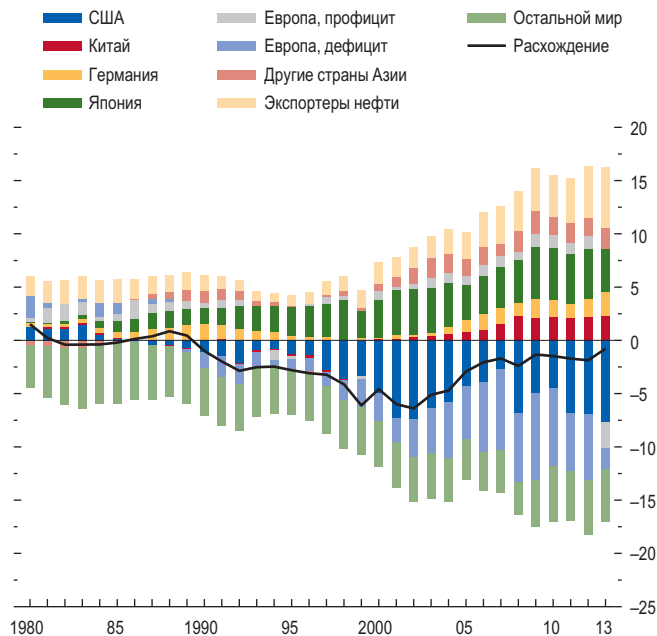 США
Китай
Германия
Япония
Европа, профицит
Европа, дефицит
Другие страны Азии
Экспортеры нефти
Остальной мир
Расхождение
20
15
10
5
0
–5
–10
–15
–20
–25
1980 85 1990 95 2000 05 10 13